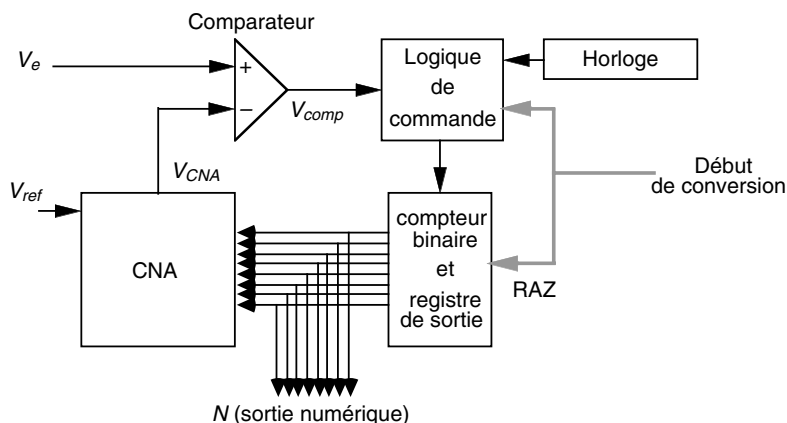 Comparateur
V_e
+
−
V_comp
Logique
de
commande
Horloge
Début
de conversion
V_CNA
V_ref
CNA
compteur
binaire
et
registre
de sortie
RAZ
N (sortie numérique)